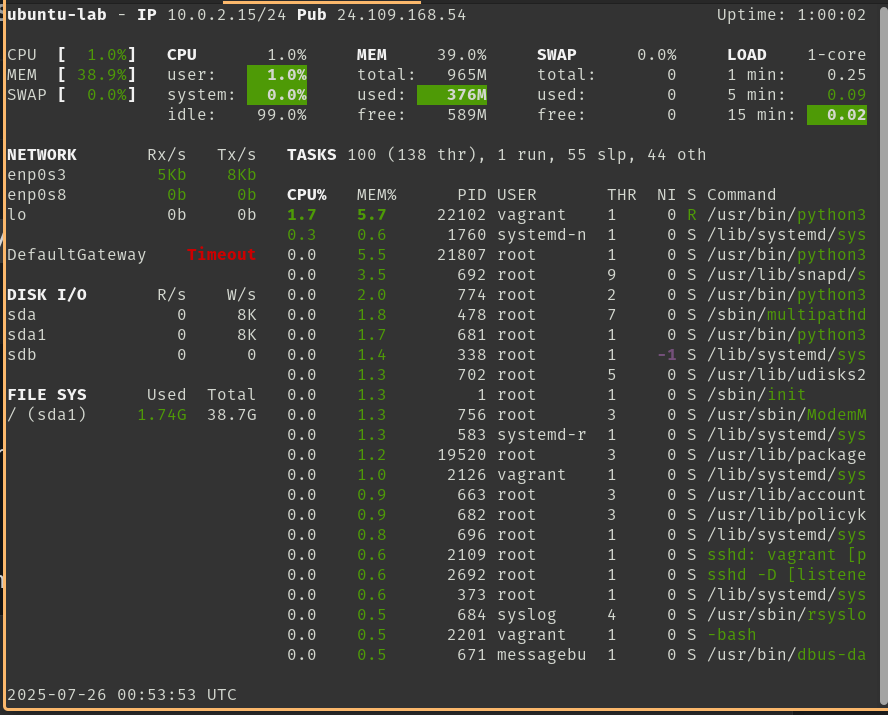 ubuntu-lab - IP 10.0.2.15/24 Pub 24.109.168.54 Uptime: 1:00:02
CPU [ 1.0%] CPU 1.0% MEM 39.0% SWAP 0.0% LOAD 1-core
MEM [ 38.9%] user: 1.0% total: 965M total: 0 1 min: 0.25
SWAP [ 0.0%] system: 0.0% used: 376M used: 0 5 min: 0.09
idle: 99.0% free: 589M free: 0 15 min: 0.02
NETWORK Rx/s Tx/s TASKS 100 (138 thr), 1 run, 55 slp, 44 oth
enp0s3 5Kb 8Kb
enp0s8 0b 0b CPU% MEM% PID USER THR NI S Command
lo 0b 0b 1.7 5.7 22102 vagrant 1 0 R /usr/bin/python3
0.3 0.6 1760 systemd-n 1 0 S /lib/systemd/sys
DefaultGateway Timeout 0.0 5.5 21807 root 1 0 S /usr/bin/python3
0.0 3.5 692 root 9 0 S /usr/lib/snapd/s
DISK I/O R/s W/s 0.0 2.0 774 root 2 0 S /usr/bin/python3
sda 0 8K 0.0 1.8 478 root 7 0 S /sbin/multipathd
sda1 0 8K 0.0 1.7 681 root 1 0 S /usr/bin/python3
sdb 0 0 0.0 1.4 338 root 1 -1 S /lib/systemd/sys
0.0 1.3 702 root 5 0 S /usr/lib/udisks2
FILE SYS Used Total 0.0 1.3 1 root 1 0 S /sbin/init
/ (sda1) 1.74G 38.7G 0.0 1.3 756 root 3 0 S /usr/sbin/ModemM
0.0 1.3 583 systemd-r 1 0 S /lib/systemd/sys
0.0 1.2 19520 root 3 0 S /usr/lib/package
0.0 1.0 2126 vagrant 1 0 S /lib/systemd/sys
0.0 0.9 663 root 3 0 S /usr/lib/account
0.0 0.9 682 root 3 0 S /usr/lib/policyk
0.0 0.8 696 root 1 0 S /lib/systemd/sys
0.0 0.6 2109 root 1 0 S sshd: vagrant [p
0.0 0.6 2692 root 1 0 S sshd -D [listene
0.0 0.6 373 root 1 0 S /lib/systemd/sys
0.0 0.5 684 syslog 4 0 S /usr/sbin/rsyslo
0.0 0.5 2201 vagrant 1 0 S -bash
0.0 0.5 671 messagebu 1 0 S /usr/bin/dbus-da
2025-07-26 00:53:53 UTC